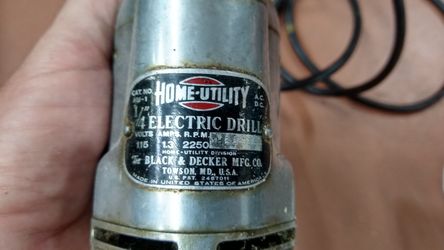 HOME-UTILITY
CAT. NO.
A.C.
D.C.
1/4" ELECTRIC DRILL
VOLTS AMPS. R.P.M.
115 1.3 2250
HOME-UTILITY DIVISION
The BLACK & DECKER MFG. CO.
TOWSON, MD., U.S.A.
U.S. PAT. 2487011
MADE IN UNITED STATES OF AMERICA